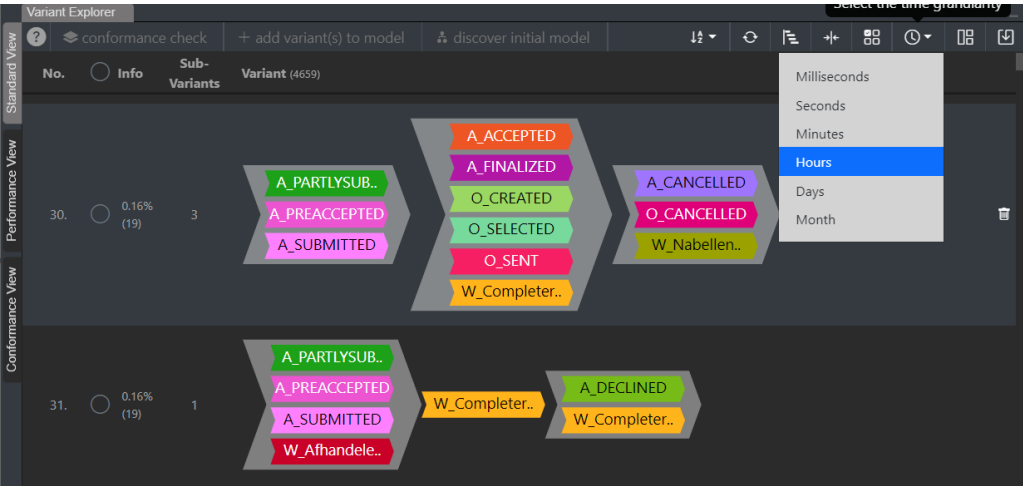 Variant Explorer
Select the time granularity
? conformance check + add variant(s) to model discover initial model
Standard View
Performance View
Conformance View
No. Info Sub-Variants Variant (4659)
Milliseconds
Seconds
Minutes
Hours
Days
Month
30. 0.16% (19) 3
A_PARTLYSUB..
A_PREACCEPTED
A_SUBMITTED
A_ACCEPTED
A_FINALIZED
O_CREATED
O_SELECTED
O_SENT
W_Completer..
A_CANCELLED
O_CANCELLED
W_Nabellen..
31. 0.16% (19) 1
A_PARTLYSUB..
A_PREACCEPTED
A_SUBMITTED
W_Afhandele..
W_Completer..
A_DECLINED
W_Completer..